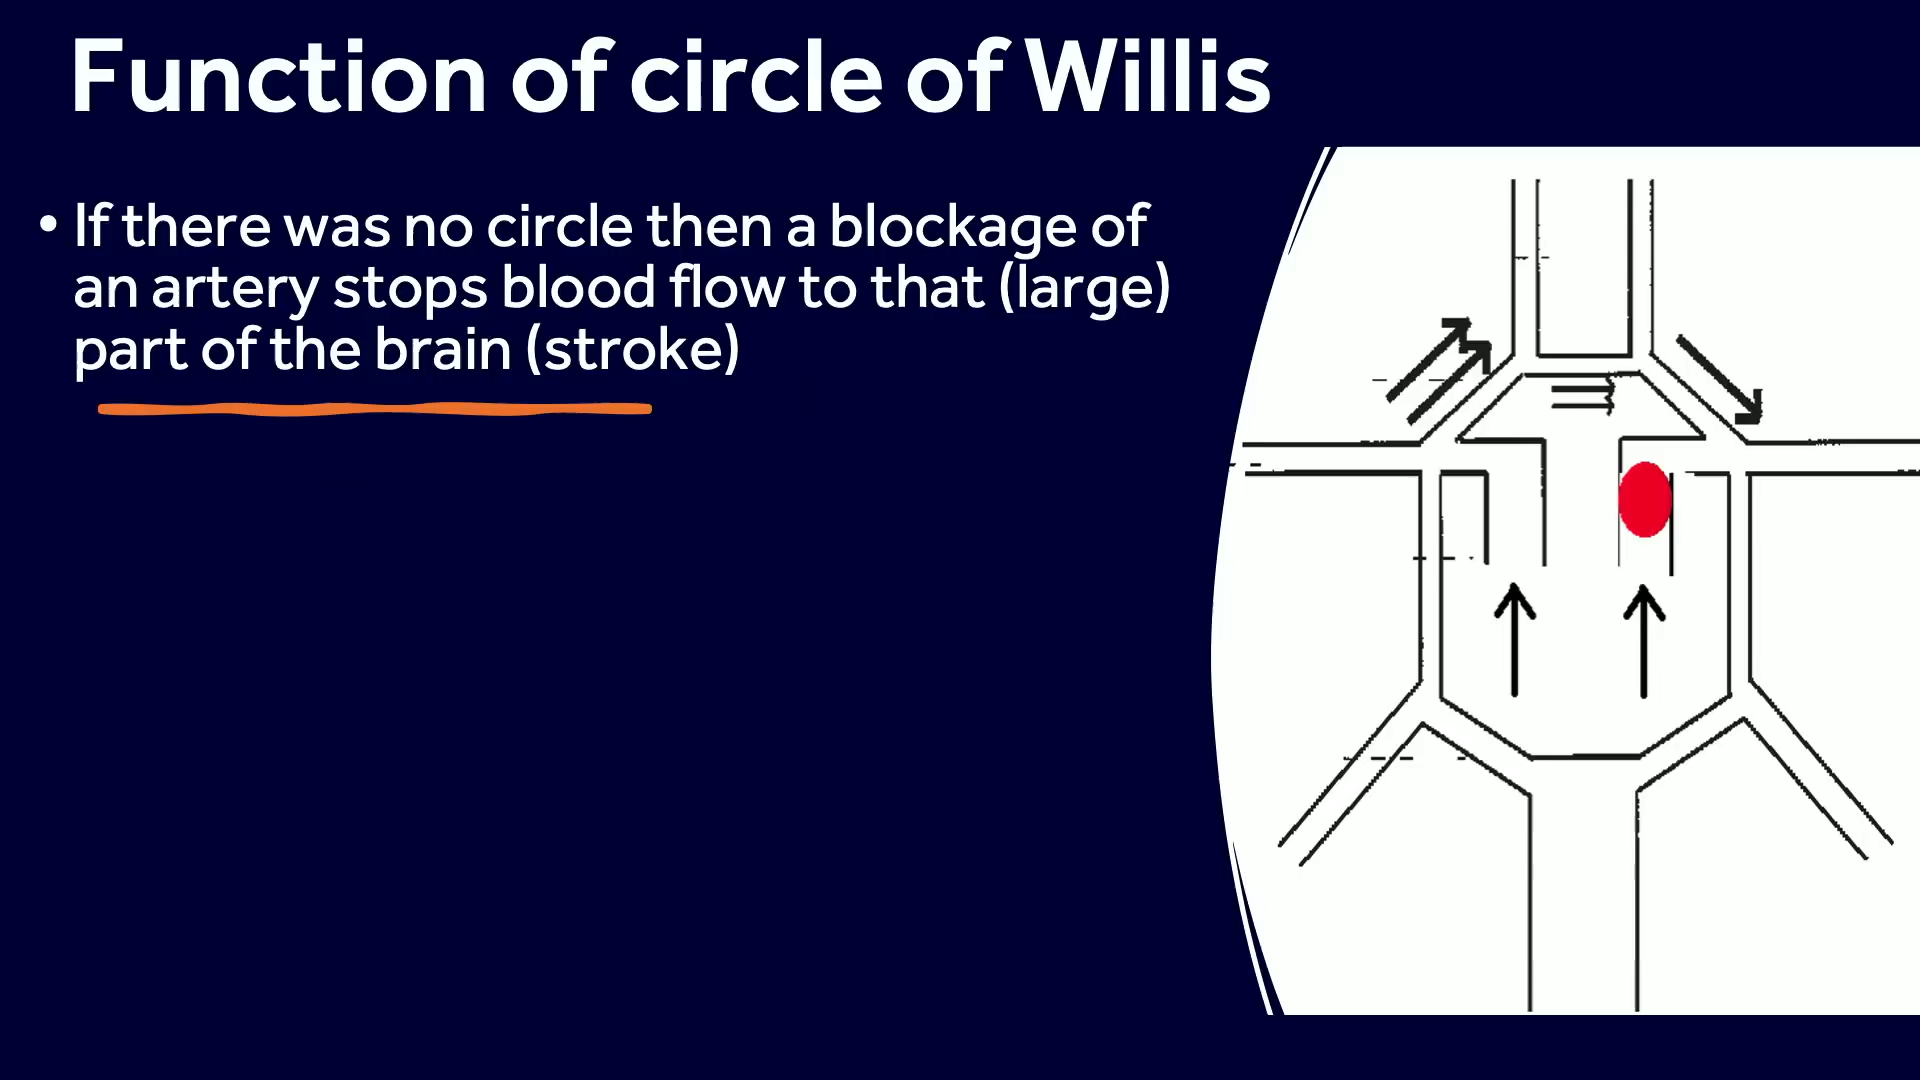 Function of circle of Willis
• If there was no circle then a blockage of
an artery stops blood flow to that (large)
part of the brain (stroke)